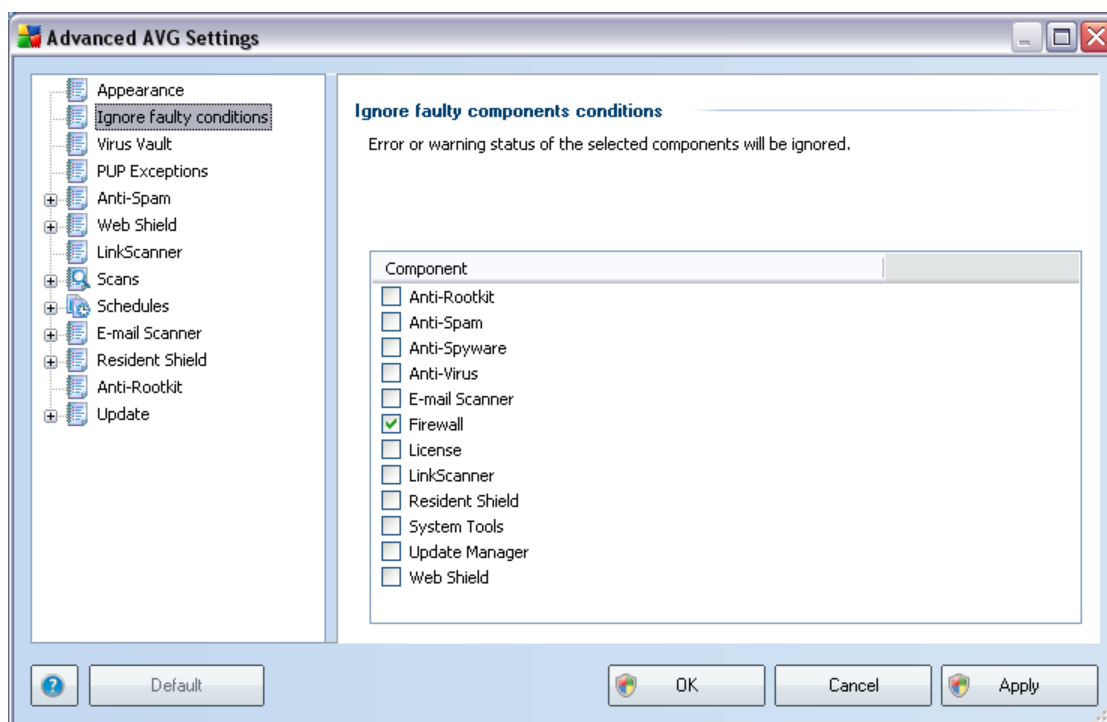 Advanced AVG Settings
Appearance
Ignore faulty conditions
Virus Vault
PUP Exceptions
Anti-Spam
Web Shield
LinkScanner
Scans
Schedules
E-mail Scanner
Resident Shield
Anti-Rootkit
Update
Ignore faulty components conditions
Error or warning status of the selected components will be ignored.
Component
Anti-Rootkit
Anti-Spam
Anti-Spyware
Anti-Virus
E-mail Scanner
Firewall
License
LinkScanner
Resident Shield
System Tools
Update Manager
Web Shield
? Default OK Cancel Apply